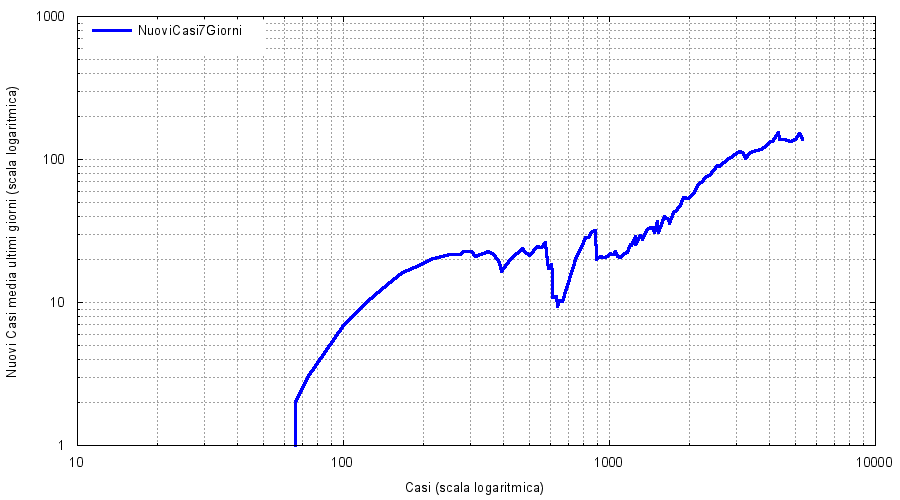 1000
NuoviCasi7Giorni
100
10
1
10
100
1000
10000
Nuovi Casi media ultimi giorni (scala logaritmica)
Casi (scala logaritmica)